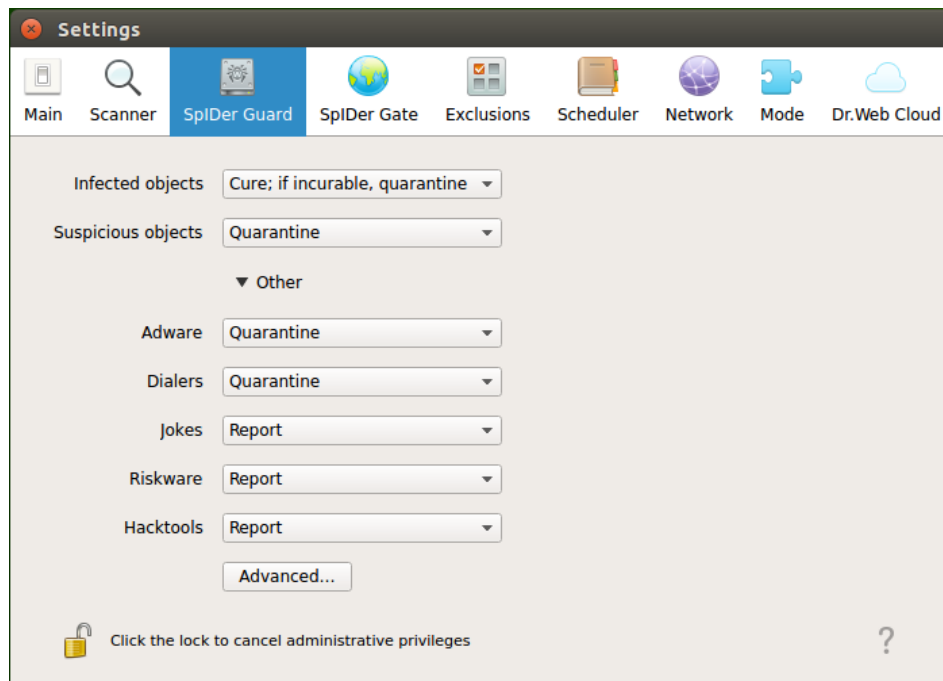 Settings
Main Scanner SpIDer Guard SpIDer Gate Exclusions Scheduler Network Mode Dr.Web Cloud
Infected objects Cure; if incurable, quarantine
Suspicious objects Quarantine
Other
Adware Quarantine
Dialers Quarantine
Jokes Report
Riskware Report
Hacktools Report
Advanced...
Click the lock to cancel administrative privileges ?